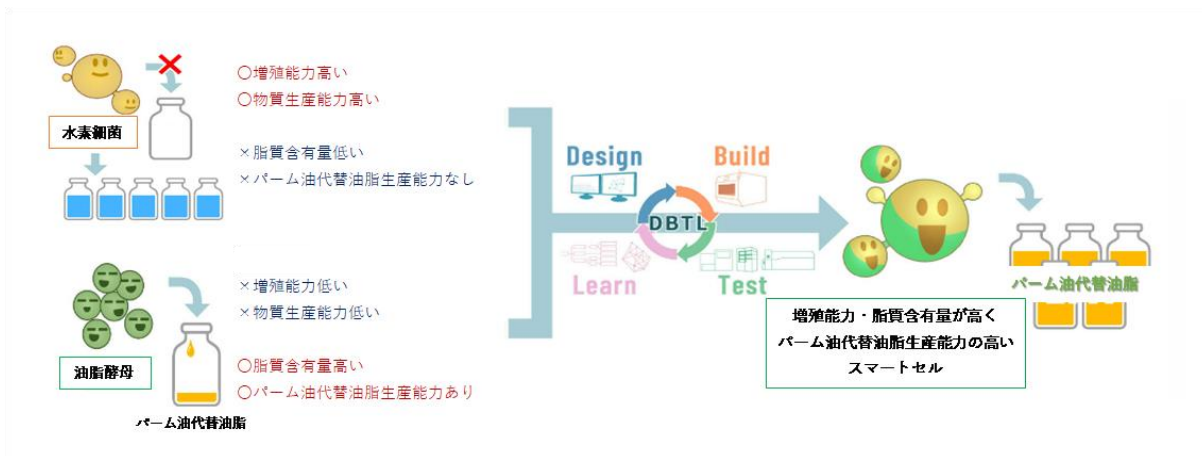 水素細菌
○増殖能力高い
○物質生産能力高い
×脂質含有量低い
×パーム油代替油脂生産能力なし
油脂酵母
パーム油代替油脂
×増殖能力低い
×物質生産能力低い
○脂質含有量高い
○パーム油代替油脂生産能力あり
Design
Build
DBTL
Learn
Test
パーム油代替油脂
増殖能力・脂質含有量が高く
パーム油代替油脂生産能力の高い
スマートセル